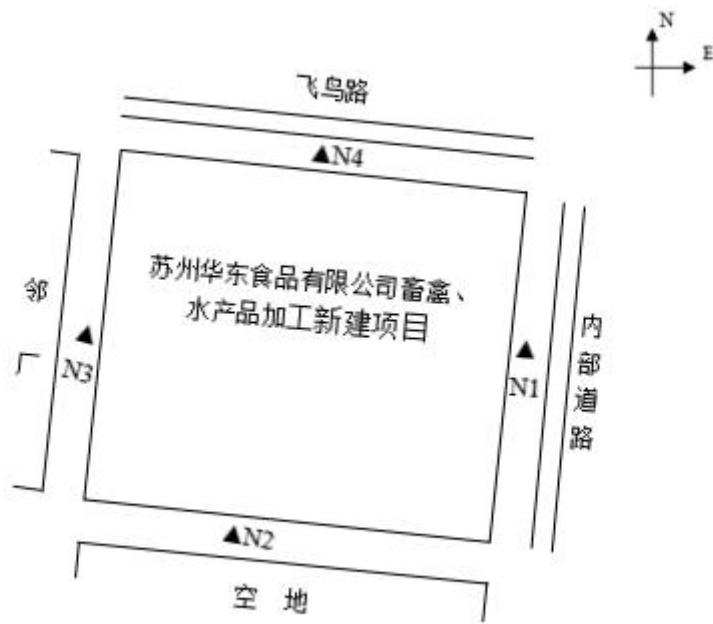 N
E
飞鸟路
▲N4
苏州华东食品有限公司畜禽、
水产品加工新建项目
邻厂
▲
N3
▲
N1
内部道路
▲N2
空 地